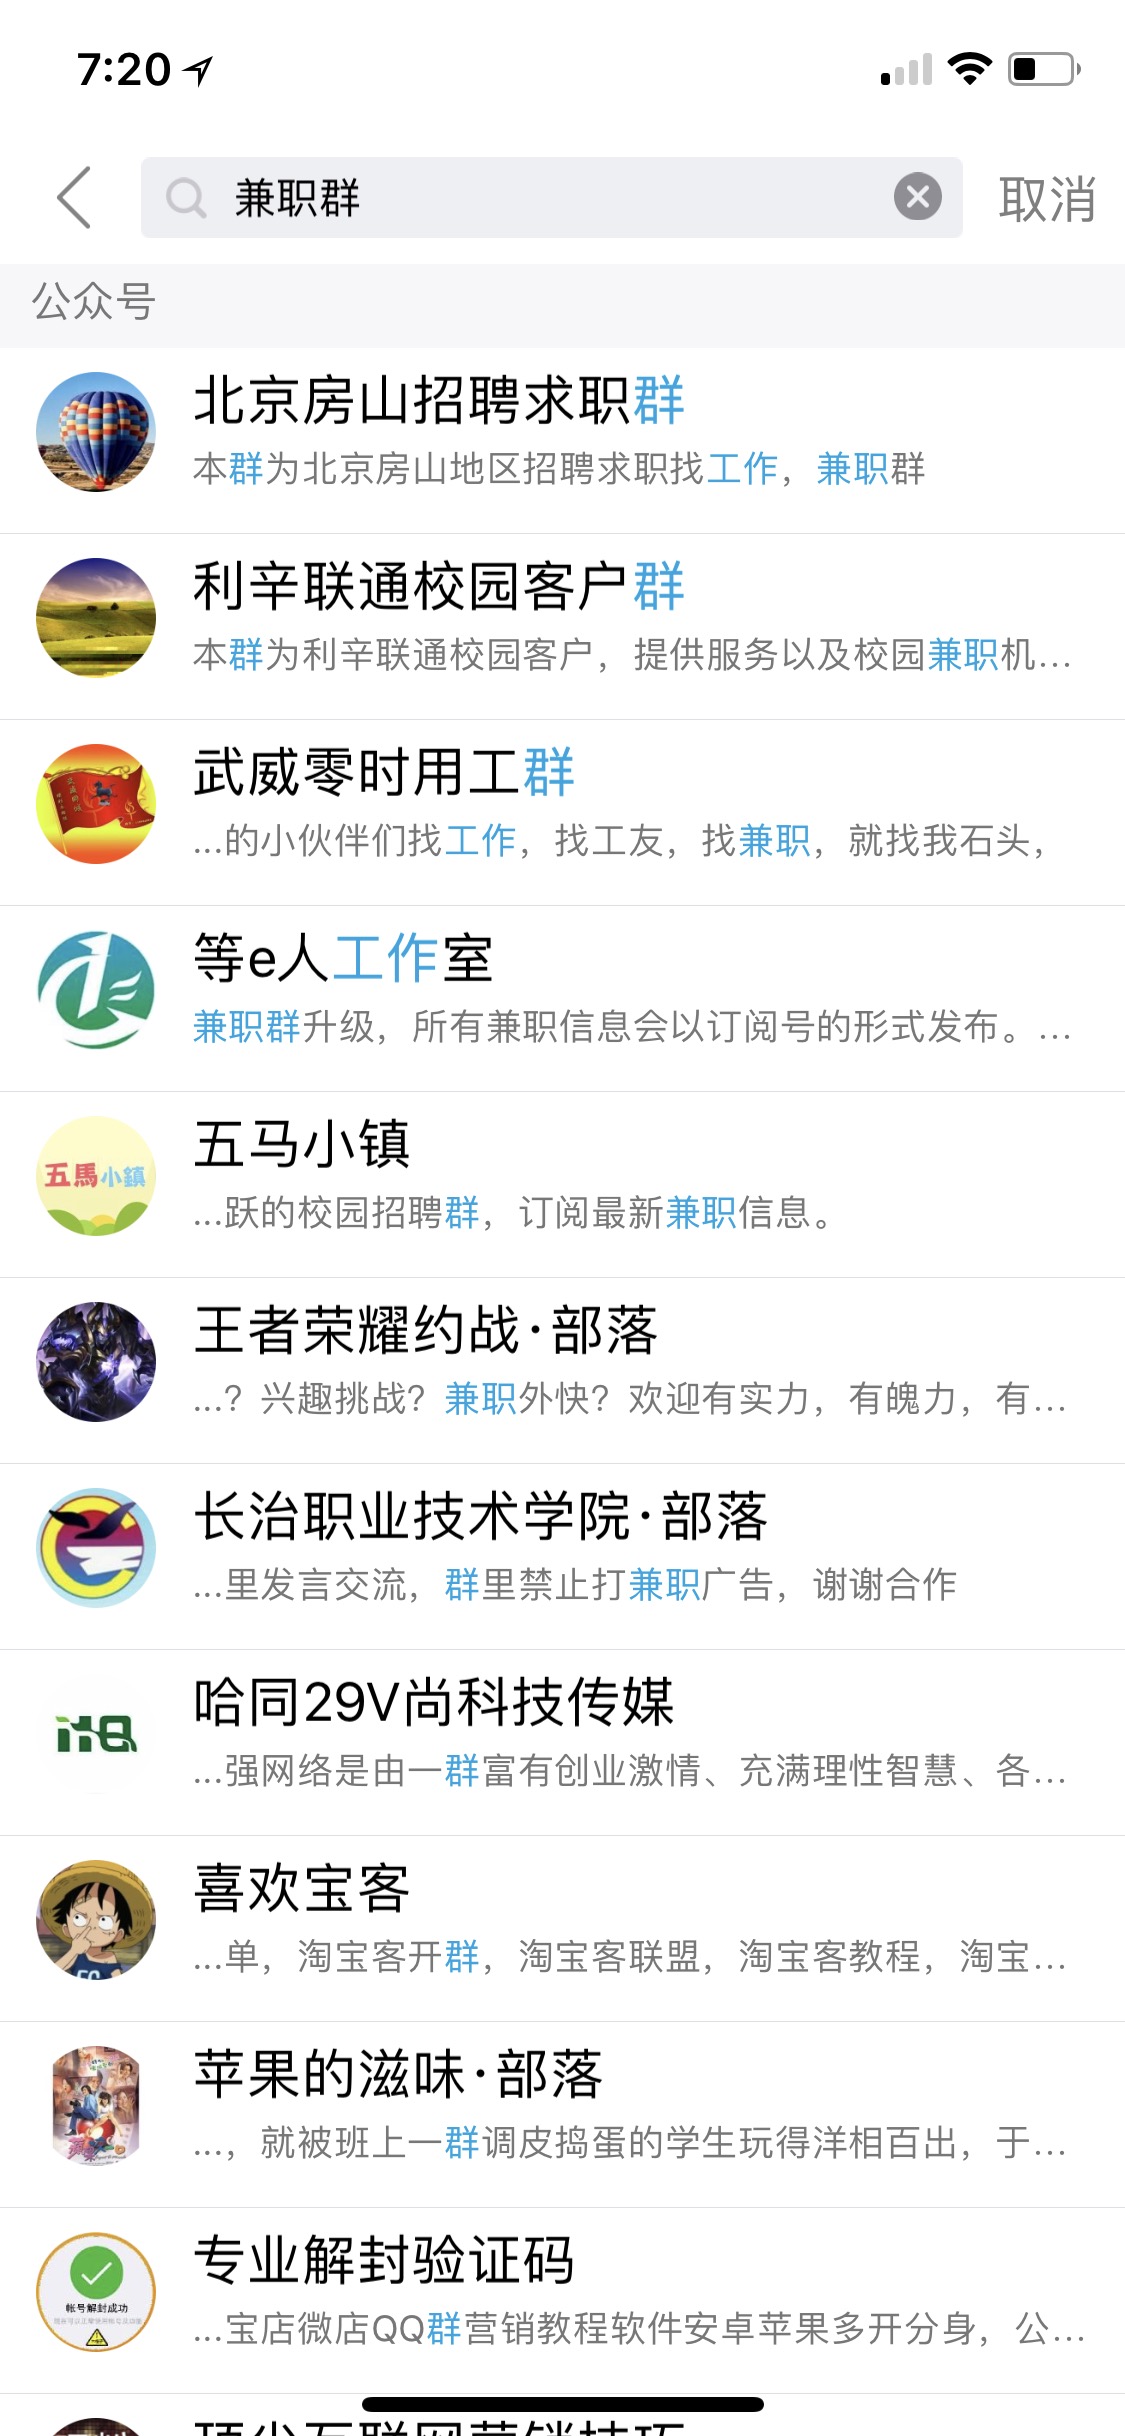 7:20
兼职群
取消
公众号
北京房山招聘求职群
本群为北京房山地区招聘求职找工作，兼职群
利辛联通校园客户群
本群为利辛联通校园客户，提供服务以及校园兼职机...
武威零时用工群
...的小伙伴们找工作，找工友，找兼职，就找我石头，
等e人工作室
兼职群升级，所有兼职信息会以订阅号的形式发布。...
五馬小鎮
五马小镇
...跃的校园招聘群，订阅最新兼职信息。
王者荣耀约战·部落
...？兴趣挑战？兼职外快？欢迎有实力，有魄力，有...
长治职业技术学院·部落
...里发言交流，群里禁止打兼职广告，谢谢合作
哈同29V尚科技传媒
...强网络是由一群富有创业激情、充满理性智慧、各...
喜欢宝客
...单，淘宝客开群，淘宝客联盟，淘宝客教程，淘宝...
苹果的滋味·部落
...，就被班上一群调皮捣蛋的学生玩得洋相百出，于...
帐号解封成功
专业解封验证码
...宝店微店QQ群营销教程软件安卓苹果多开分身，公...
顶尖互联网营销技巧